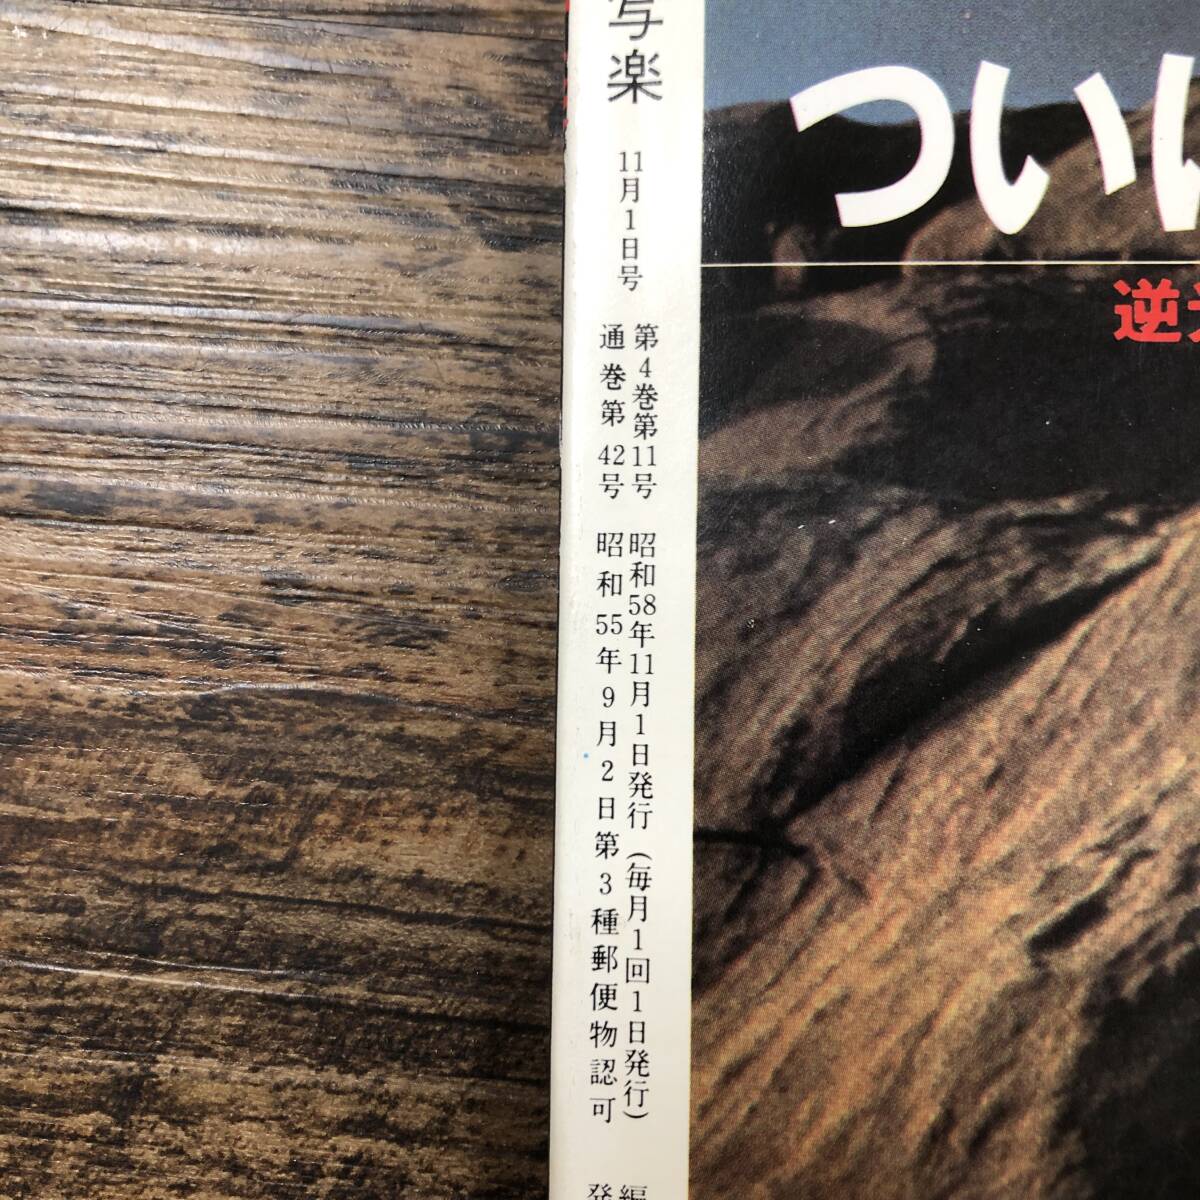 写楽
11月1日号
第4巻第11号
通巻第42号
昭和58年11月1日発行（毎月1回1日発行）
昭和55年9月2日第3種郵便物認可
編
発
つい
逆